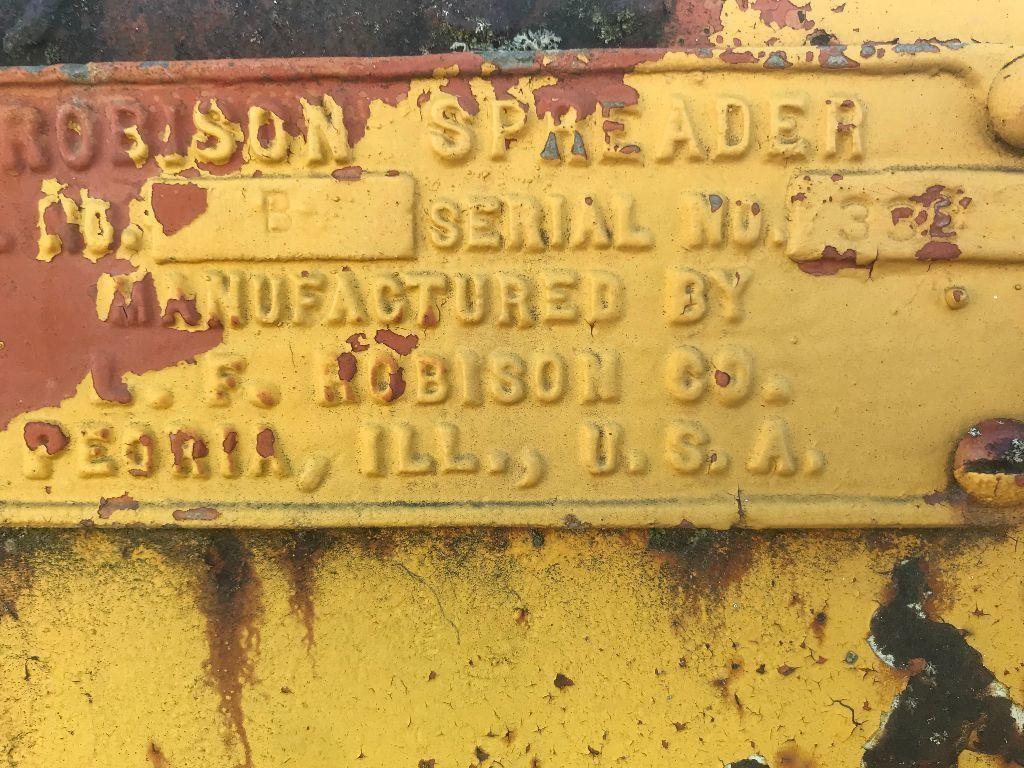 ROBISON SPREADER
NO. B SERIAL NO.
MANUFACTURED BY
L. F. ROBISON CO.
PEORIA, ILL., U.S.A.